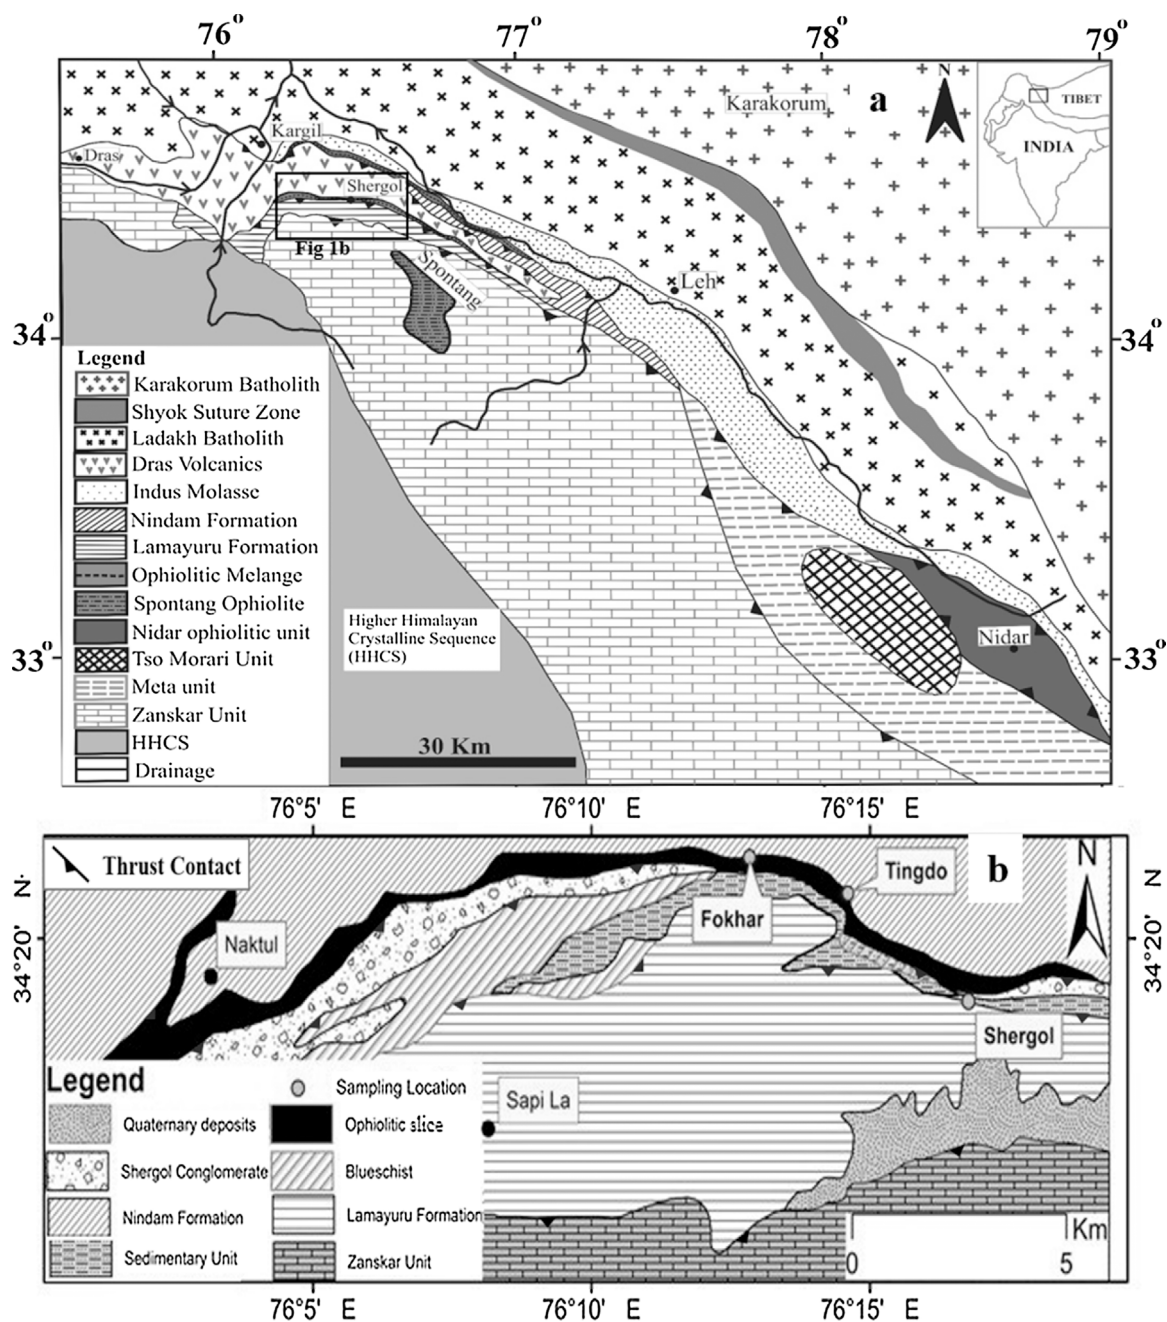 76°
77°
78°
79°
Karakorum
a
N
TIBET
INDIA
Kargil
Dras
Shergol
Fig 1b
Spontang
Leh
34°
34°
Legend
Karakorum Batholith
Shyok Suture Zone
Ladakh Batholith
Dras Volcanics
Indus Molasse
Nindam Formation
Lamayuru Formation
Ophiolitic Melange
Spontang Ophiolite
Nidar ophiolitic unit
Tso Morari Unit
Meta unit
Zanskar Unit
HHCS
Drainage
Higher Himalayan
Crystalline Sequence
(HHCS)
Nidar
33°
33°
30 Km
76°5' E
76°10' E
76°15' E
Thrust Contact
b
N
Tingdo
Fokhar
Naktul
34°20' N
34°20' N
Shergol
Sapi La
Legend
Sampling Location
Quaternary deposits
Ophiolitic slice
Shergol Conglomerate
Blueschist
Nindam Formation
Lamayuru Formation
Sedimentary Unit
Zanskar Unit
Km
0
5
76°5' E
76°10' E
76°15' E